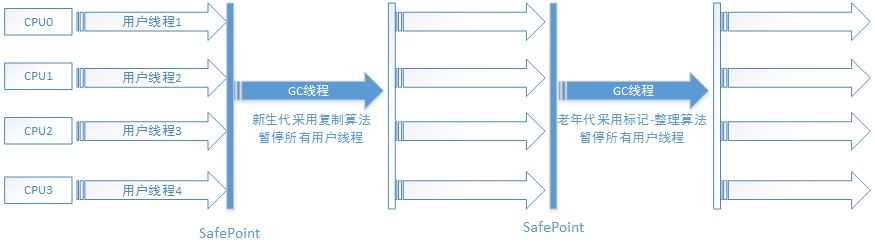 CPU0
用户线程1
CPU1
用户线程2
CPU2
用户线程3
CPU3
用户线程4
GC线程
新生代采用复制算法
暂停所有用户线程
SafePoint
GC线程
老年代采用标记-整理算法
暂停所有用户线程
SafePoint